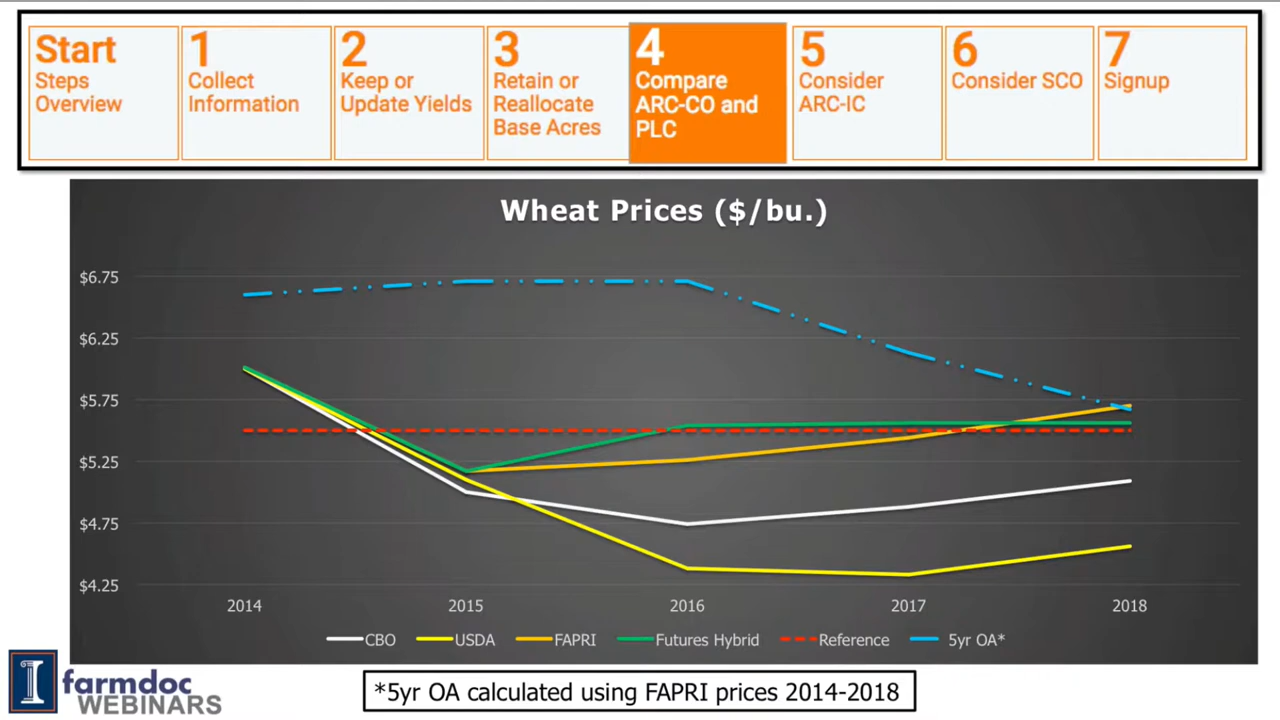 Start
Steps
Overview
1
Collect
Information
2
Keep or
Update Yields
3
Retain or
Reallocate
Base Acres
4
Compare
ARC-CO and
PLC
5
Consider
ARC-IC
6
Consider SCO
7
Signup
Wheat Prices ($/bu.)
$6.75
$6.25
$5.75
$5.25
$4.75
$4.25
2014 2015 2016 2017 2018
CBO USDA FAPRI Futures Hybrid Reference 5yr OA*
I
farmdoc
WEBINARS
*5yr OA calculated using FAPRI prices 2014-2018